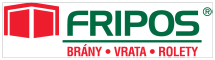 FRIPOS®
BRÁNY • VRATA • ROLETY